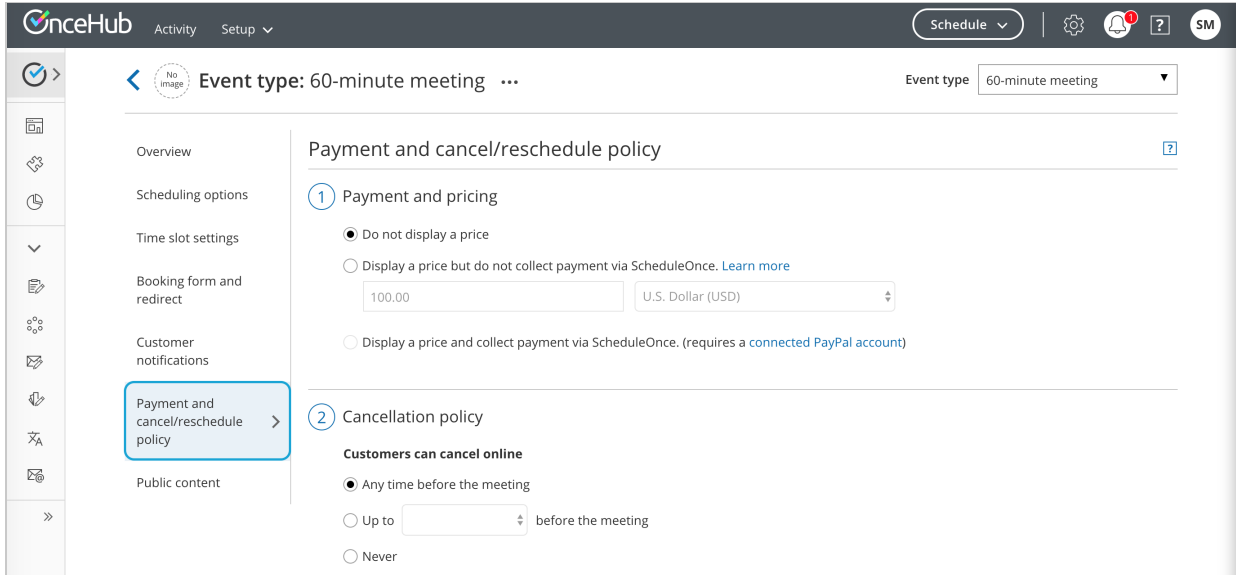 OnceHub
Activity
Setup
Schedule
1
?
SM
No
image
Event type: 60-minute meeting
Event type
60-minute meeting
Overview
Scheduling options
Time slot settings
Booking form and
redirect
Customer
notifications
Payment and
cancel/reschedule
policy
Public content
Payment and cancel/reschedule policy
?
1 Payment and pricing
Do not display a price
Display a price but do not collect payment via ScheduleOnce. Learn more
100.00
U.S. Dollar (USD)
Display a price and collect payment via ScheduleOnce. (requires a connected PayPal account)
2 Cancellation policy
Customers can cancel online
Any time before the meeting
Up to before the meeting
Never